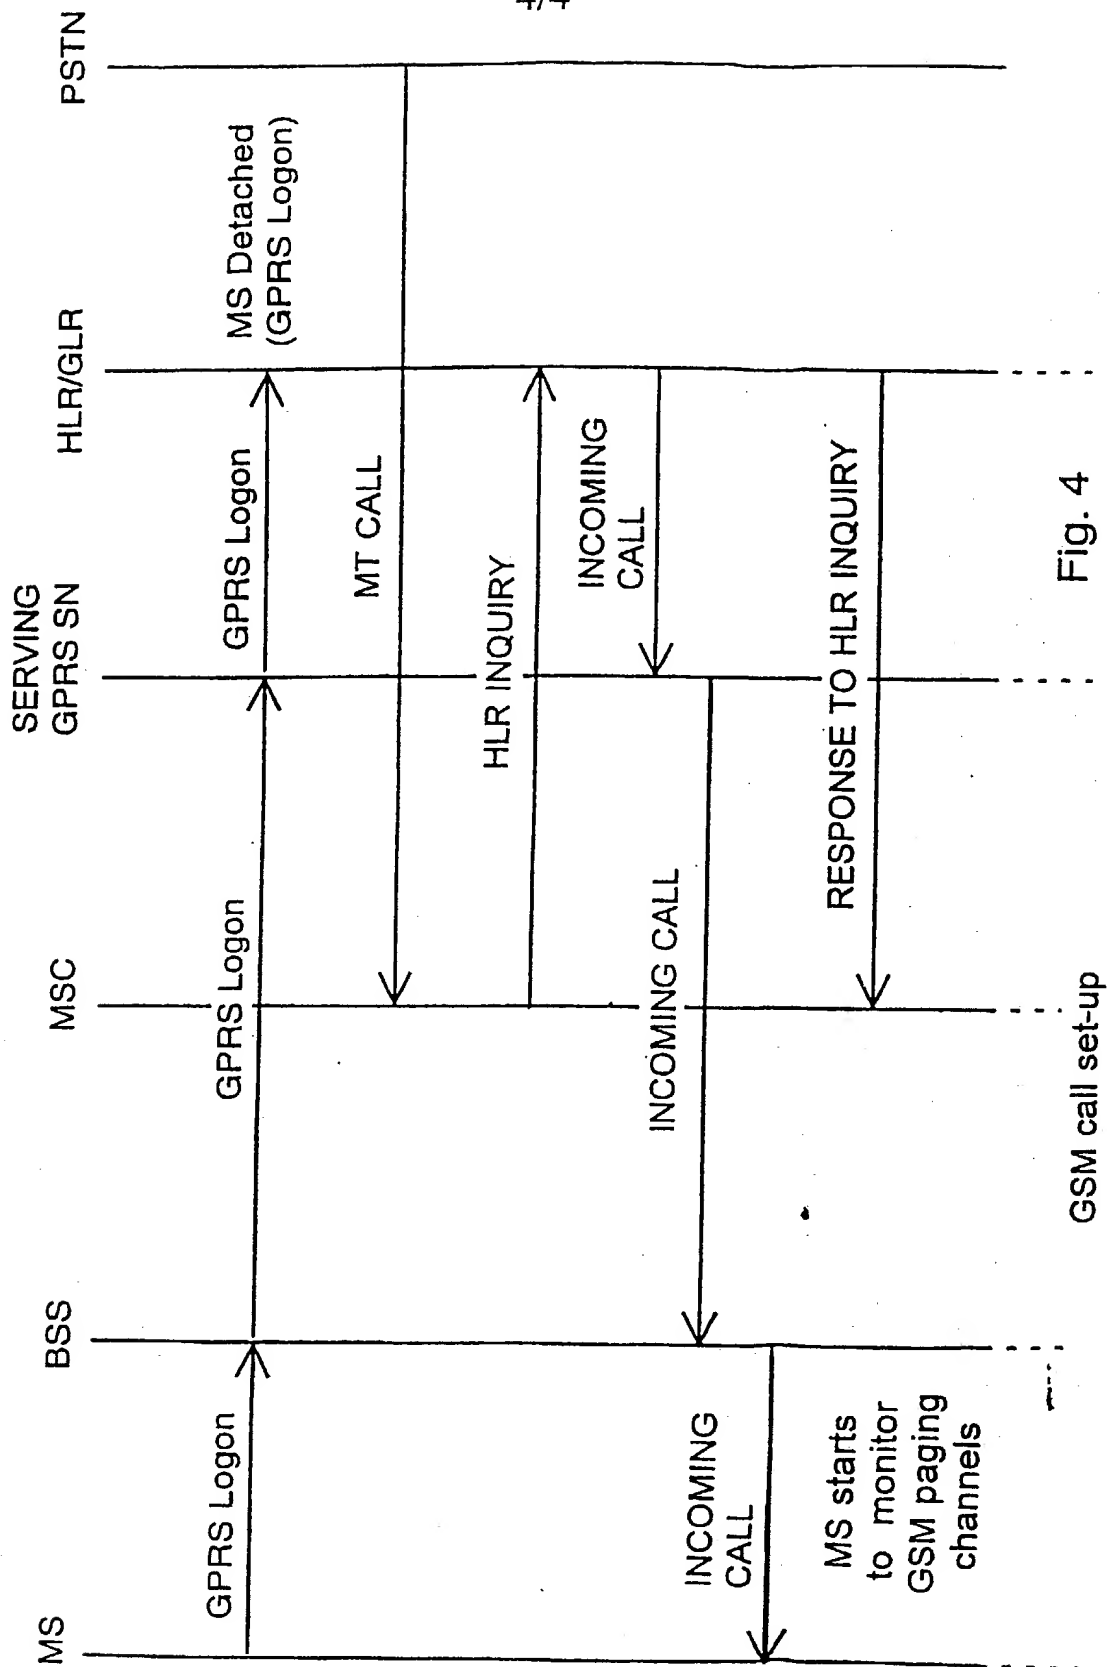 4/4
MS
BSS
MSC
SERVING
GPRS SN
HLR/GLR
PSTN
GPRS Logon
GPRS Logon
GPRS Logon
MS Detached
(GPRS Logon)
MT CALL
HLR INQUIRY
INCOMING
CALL
INCOMING CALL
INCOMING
CALL
RESPONSE TO HLR INQUIRY
MS starts
to monitor
GSM paging
channels
GSM call set-up
Fig. 4